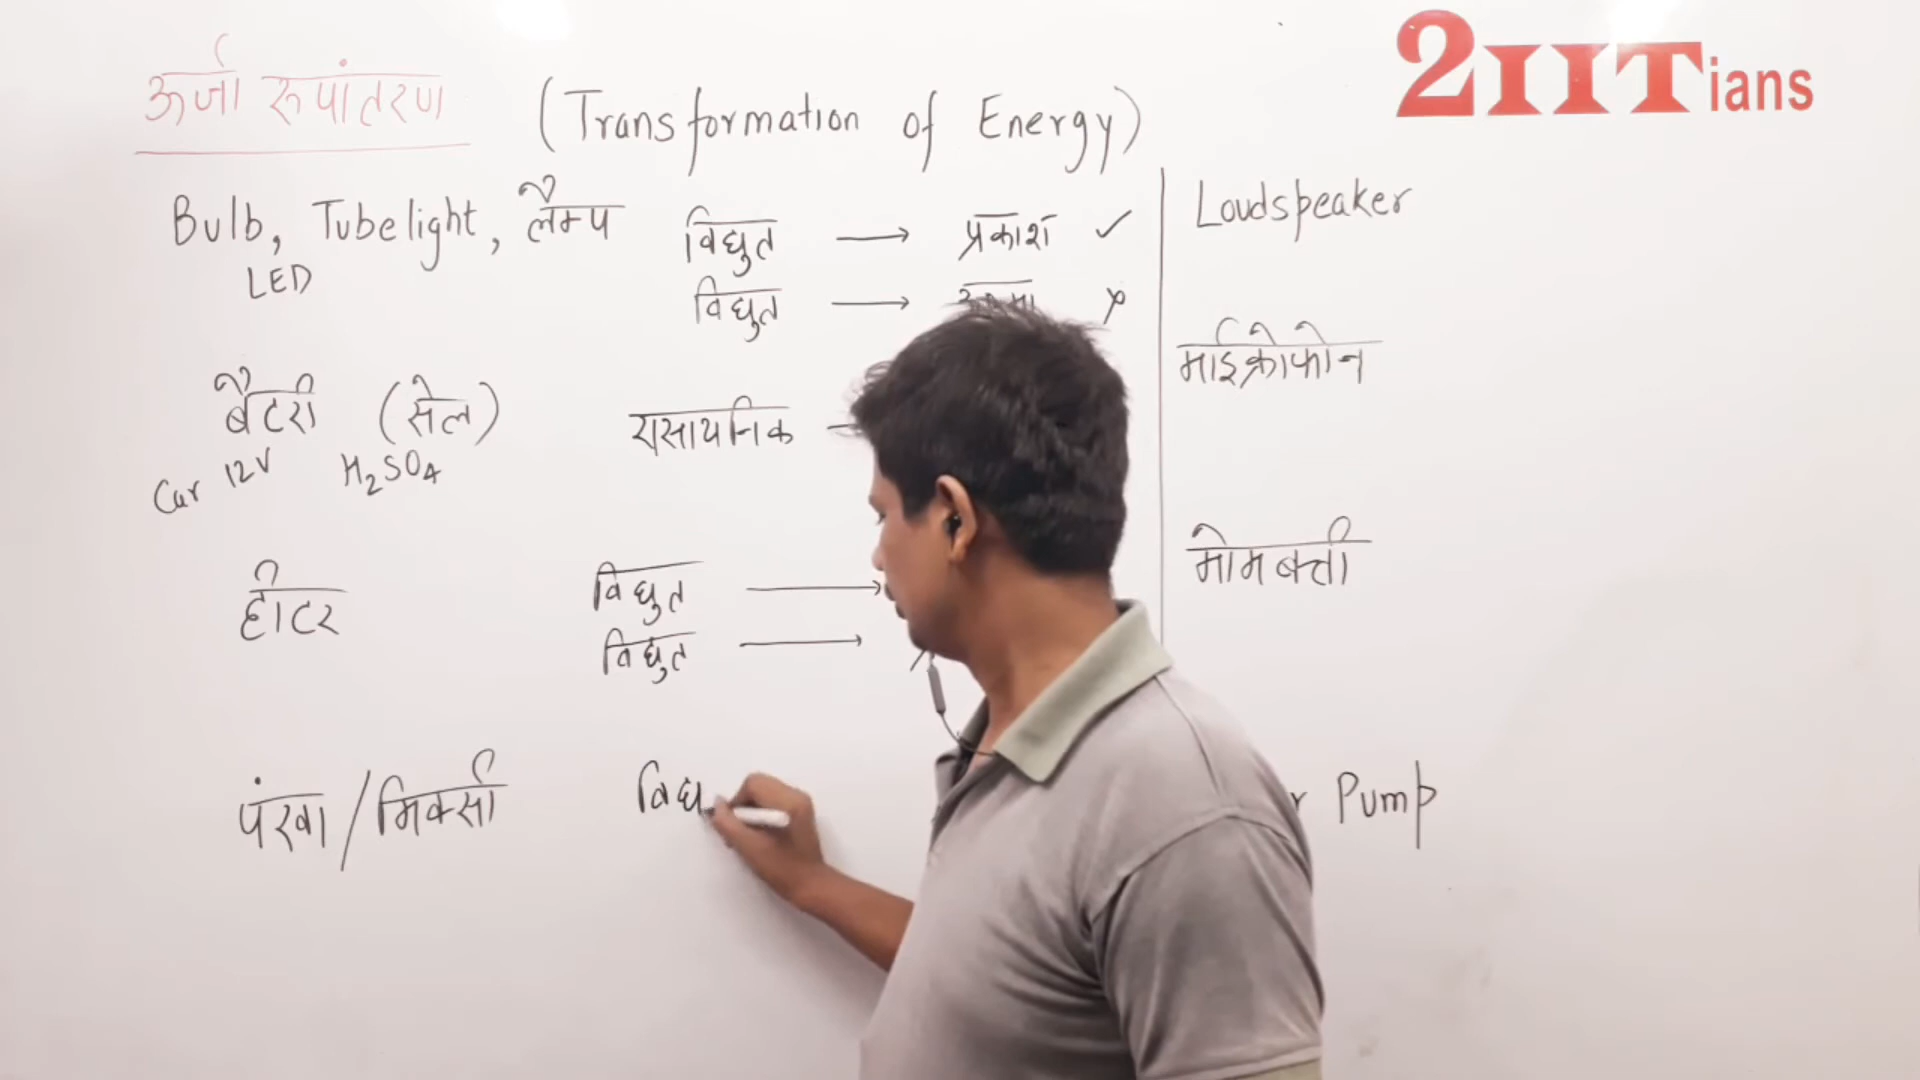 2IITians
ऊर्जा रूपांतरण (Transformation of Energy)
Bulb, Tubelight, लैम्प विद्युत → प्रकाश ✓
LED विद्युत →
बैटरी (सेल) रासायनिक
Car 12V H₂SO₄
हीटर विद्युत →
विद्युत →
पंखा/मिक्सी विद्य
Loudspeaker
माईक्रोफोन
मोमबत्ती
Pump